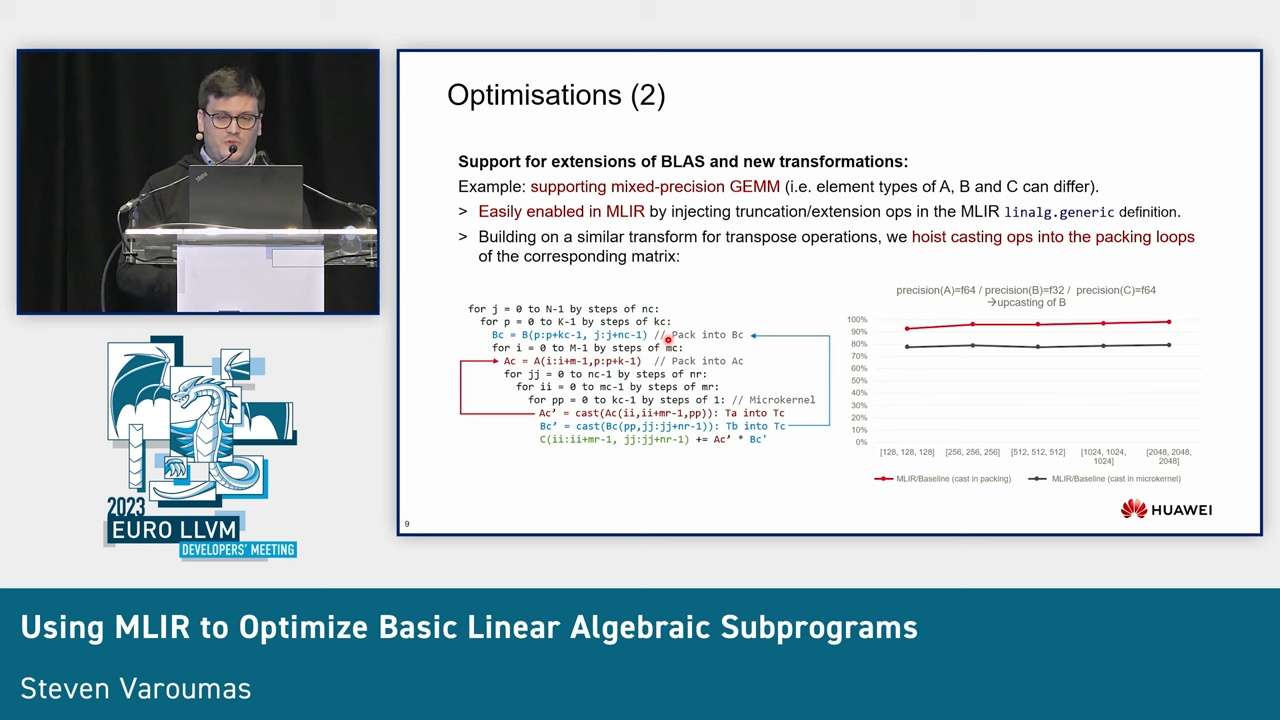 Optimisations (2)
Support for extensions of BLAS and new transformations:
Example: supporting mixed-precision GEMM (i.e. element types of A, B and C can differ).
> Easily enabled in MLIR by injecting truncation/extension ops in the MLIR linalg.generic definition.
> Building on a similar transform for transpose operations, we hoist casting ops into the packing loops
of the corresponding matrix:
for j = 0 to N-1 by steps of nc:
for p = 0 to K-1 by steps of kc:
Bc = B(p:p+kc-1, j:j+nc-1) // Pack into Bc
for i = 0 to M-1 by steps of mc:
Ac = A(i:i+m-1,p:p+k-1) // Pack into Ac
for jj = 0 to nc-1 by steps of nr:
for ii = 0 to mc-1 by steps of mr:
for pp = 0 to kc-1 by steps of 1: // Microkernel
Ac’ = cast(Ac(ii,ii+mr-1,pp)): Ta into Tc
Bc’ = cast(Bc(pp,jj:jj+nr-1)): Tb into Tc
C(ii:ii+mr-1, jj:jj+nr-1) += Ac’ * Bc'
precision(A)=f64 / precision(B)=f32 / precision(C)=f64
→upcasting of B
100%
90%
80%
70%
60%
50%
40%
30%
20%
10%
0%
[128, 128, 128] [256, 256, 256] [512, 512, 512] [1024, 1024, 1024] [2048, 2048, 2048]
MLIR/Baseline (cast in packing) MLIR/Baseline (cast in microkernel)
HUAWEI
9
2023
EURO LLVM
DEVELOPERS' MEETING
Using MLIR to Optimize Basic Linear Algebraic Subprograms
Steven Varoumas